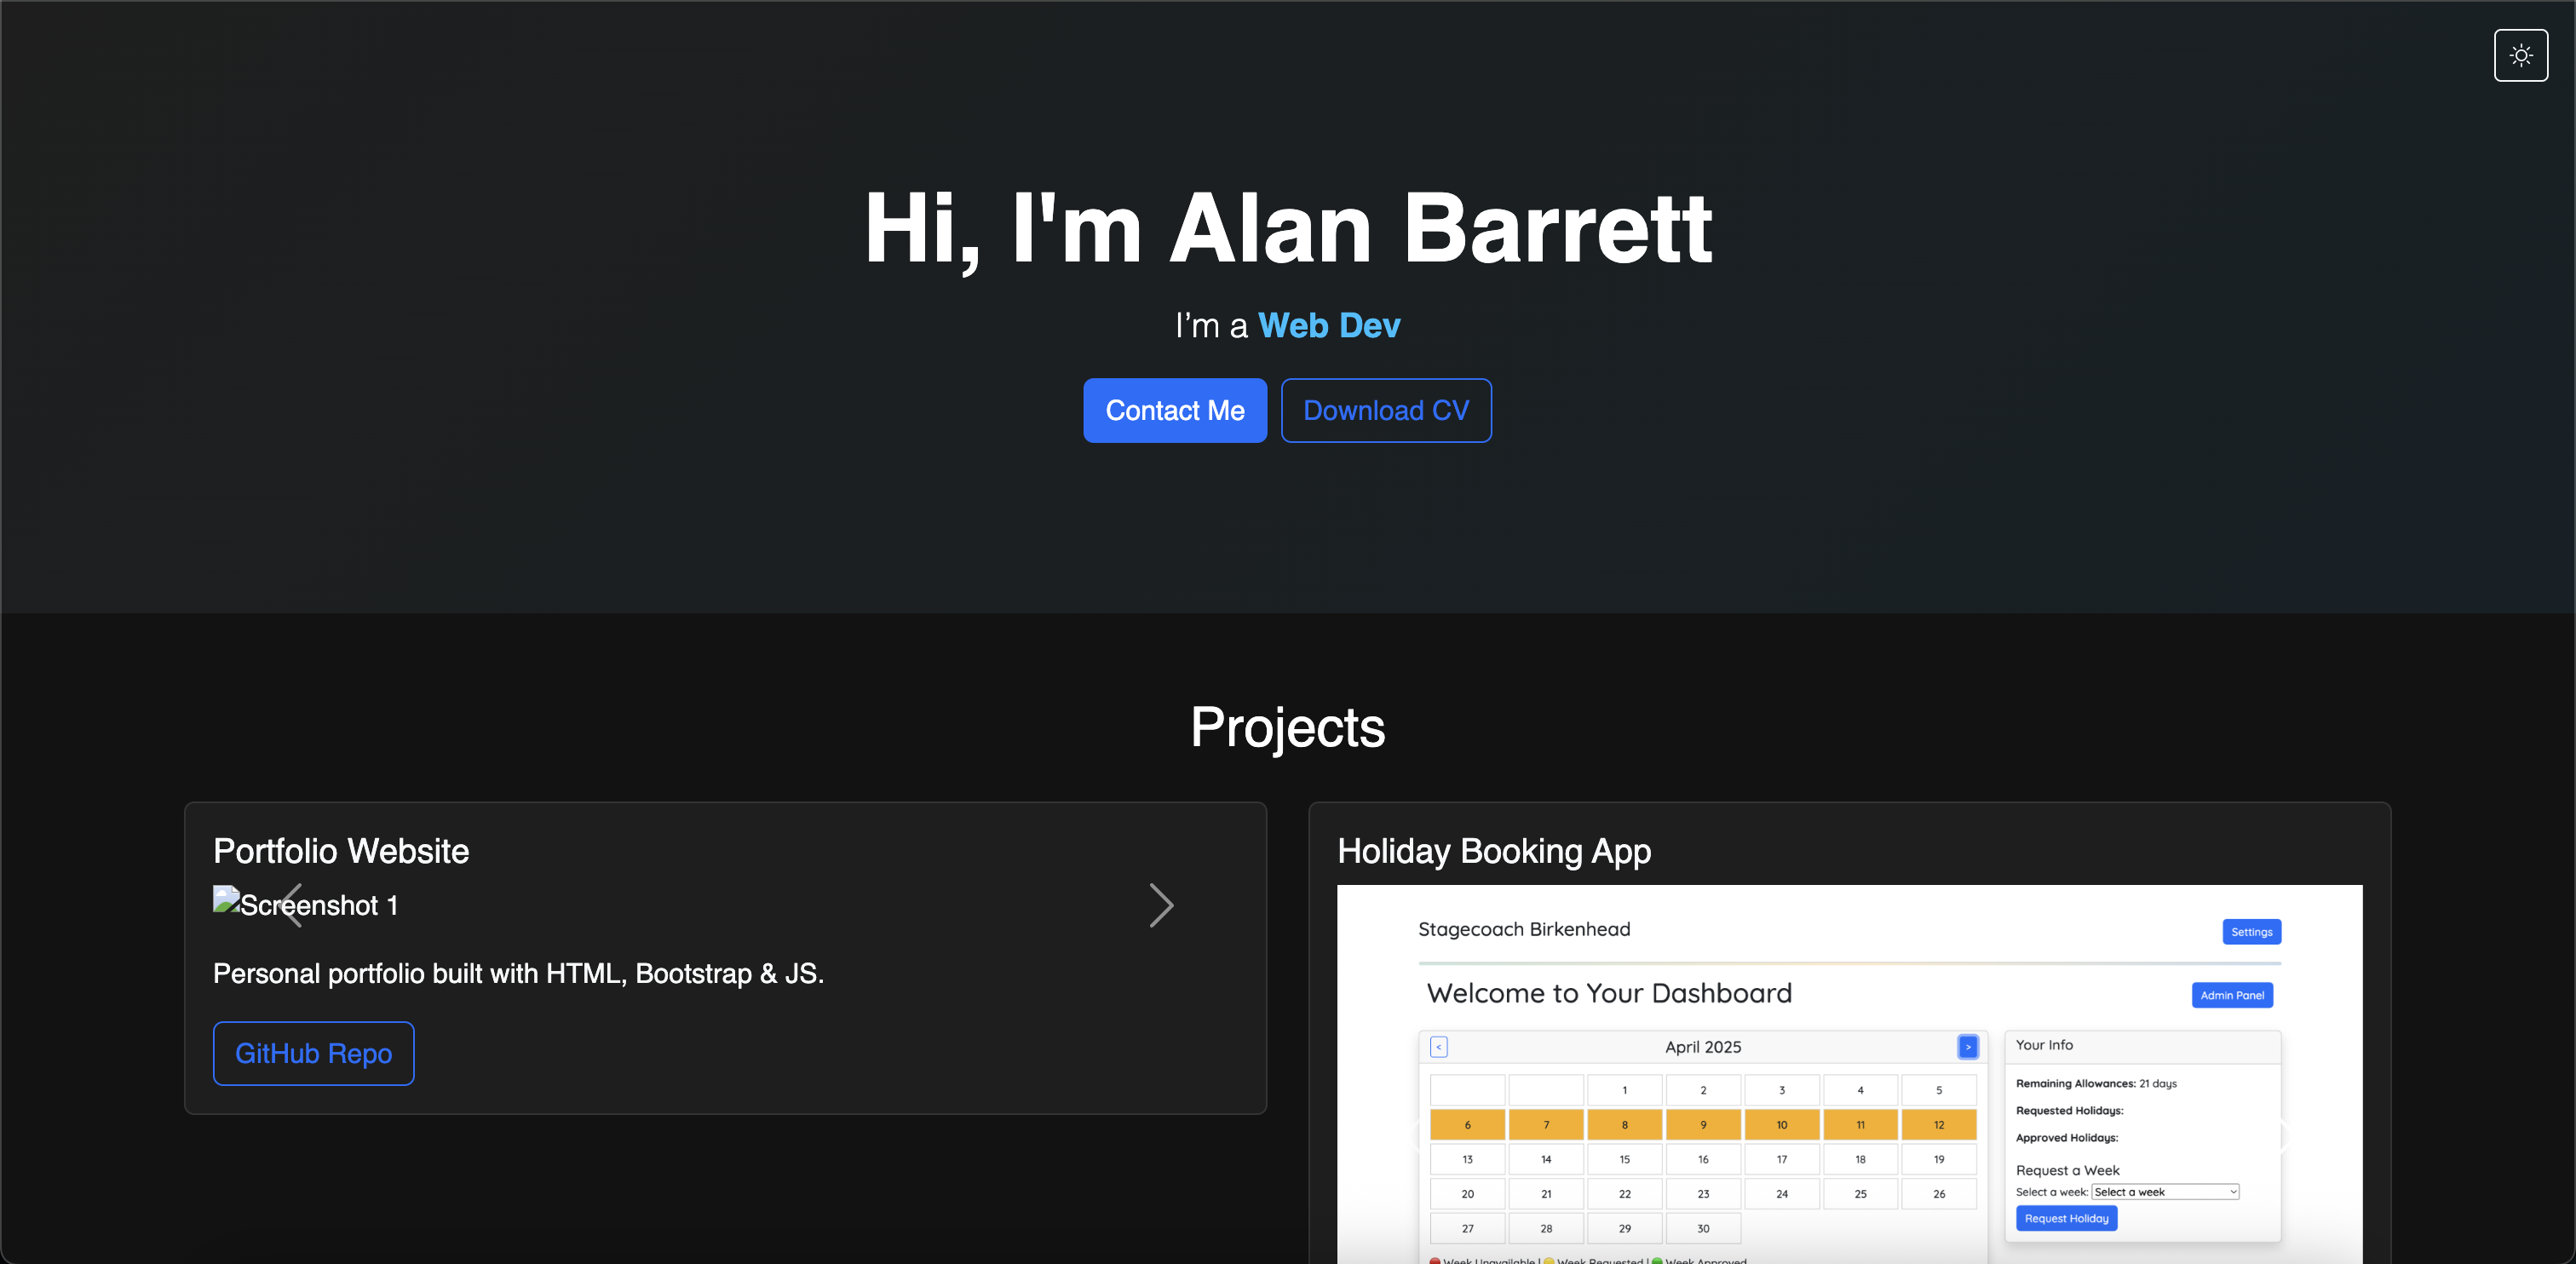 Hi, I'm Alan Barrett
I'm a Web Dev
Contact Me
Download CV
Projects
Portfolio Website
Screenshot 1
Personal portfolio built with HTML, Bootstrap & JS.
GitHub Repo
Holiday Booking App
Stagecoach Birkenhead
Settings
Welcome to Your Dashboard
Admin Panel
< April 2025 >
1 2 3 4 5
6 7 8 9 10 11 12
13 14 15 16 17 18 19
20 21 22 23 24 25 26
27 28 29 30
Week Unavailable | Week Requested | Week Approved
Your Info
Remaining Allowances: 21 days
Requested Holidays:
Approved Holidays:
Request a Week
Select a week: Select a week
Request Holiday